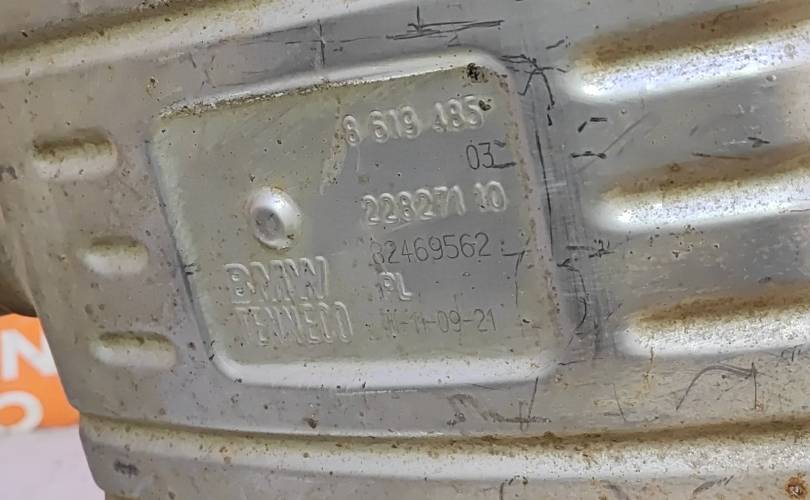 8 619 485
03
22827110
82469562
BMW PL
TENNECO 11-09-21
N
O